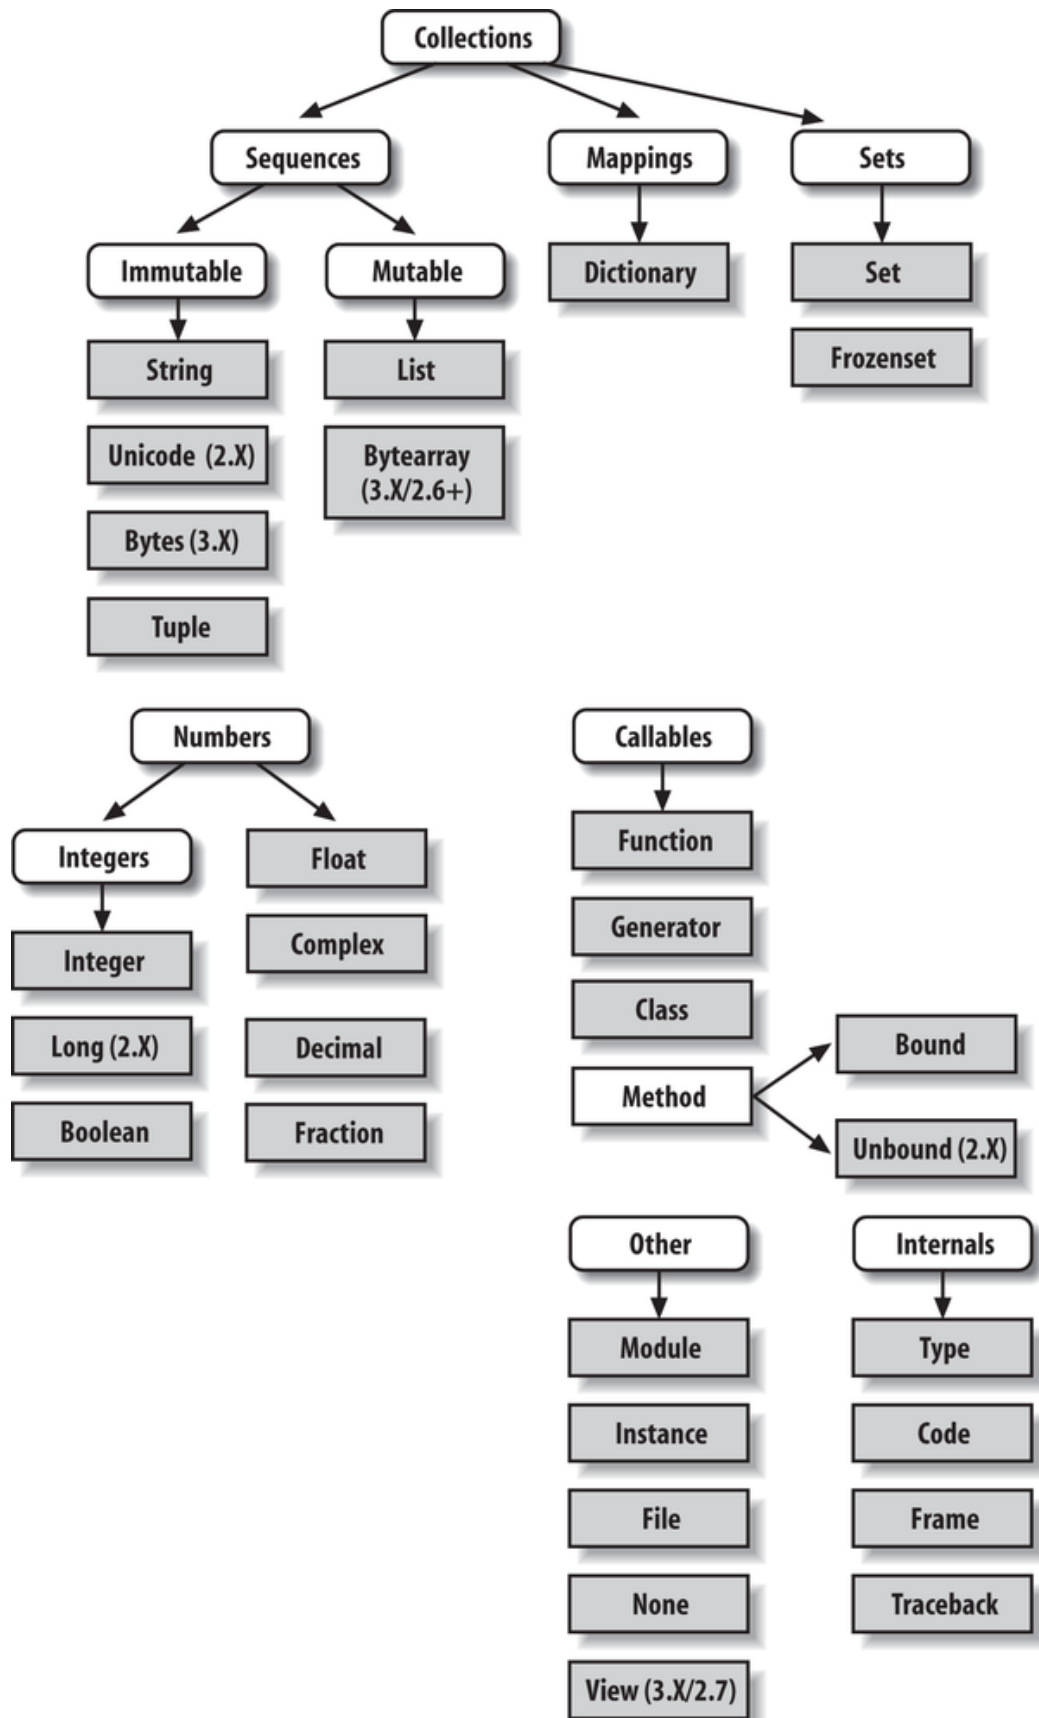 Collections
Sequences
Mappings
Sets
Immutable
Mutable
Dictionary
Set
String
List
Frozenset
Unicode (2.X)
Bytearray
(3.X/2.6+)
Bytes (3.X)
Tuple
Numbers
Callables
Integers
Float
Function
Integer
Complex
Generator
Long (2.X)
Decimal
Class
Bound
Boolean
Fraction
Method
Unbound (2.X)
Other
Internals
Module
Type
Instance
Code
File
Frame
None
Traceback
View (3.X/2.7)